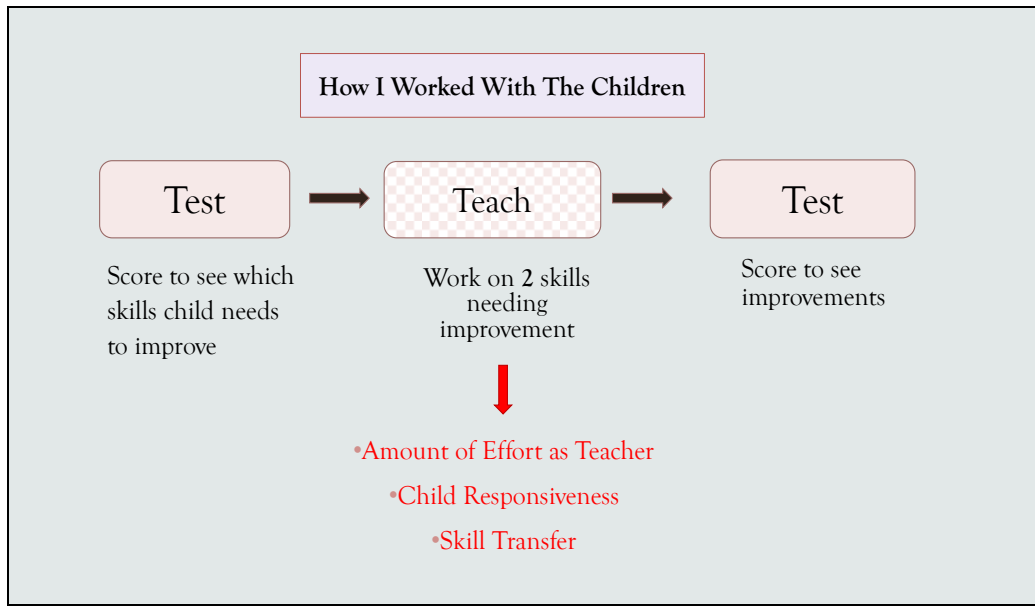 How I Worked With The Children
Test
Teach
Test
Score to see which
skills child needs
to improve
Work on 2 skills
needing
improvement
Score to see
improvements
•Amount of Effort as Teacher
•Child Responsiveness
•Skill Transfer